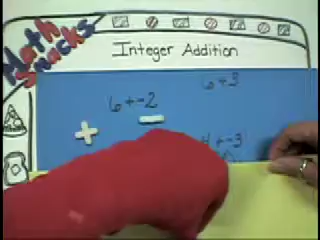 Math Snacks
Integer Addition
6 + 3
6 + -2
4 + -3